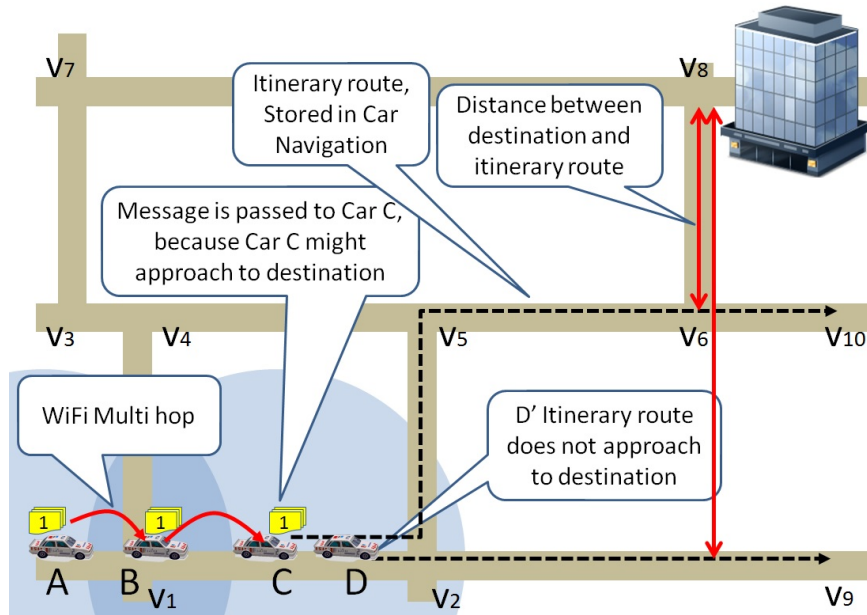 V7
V8
Itinerary route,
Stored in Car
Navigation
Distance between
destination and
itinerary route
Message is passed to Car C,
because Car C might
approach to destination
V3
V4
V5
V6
V10
WiFi Multi hop
D' Itinerary route
does not approach
to destination
1
1
1
A
B
C
D
V1
V2
V9